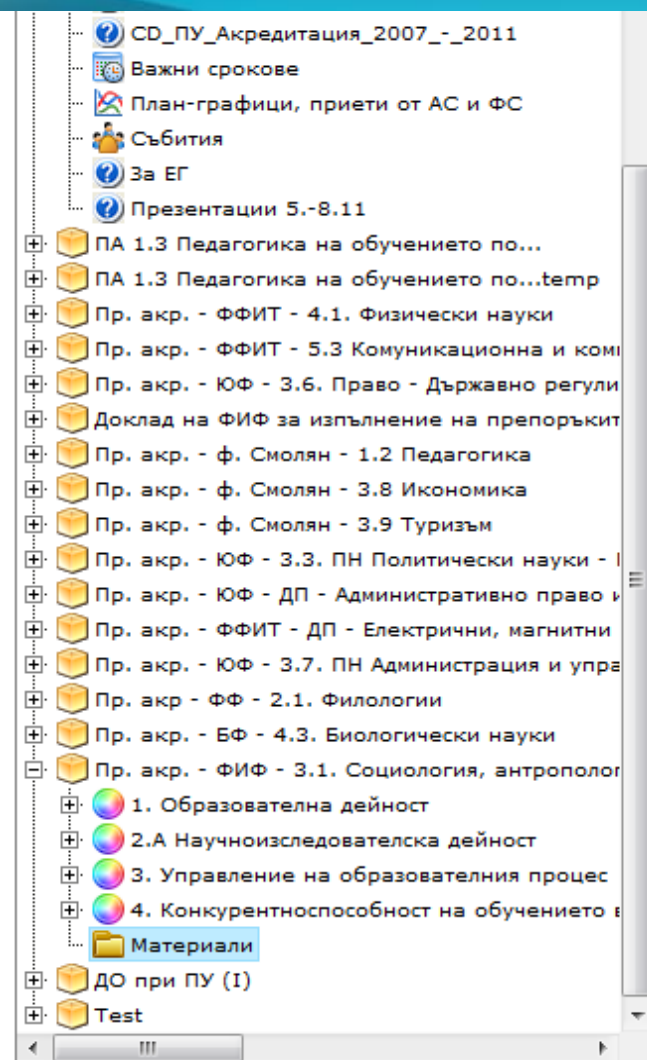 CD_ПУ_Акредитация_2007_-_2011
Важни срокове
План-графици, приети от АС и ФС
Събития
За ЕГ
Презентации 5.-8.11
ПА 1.3 Педагогика на обучението по...
ПА 1.3 Педагогика на обучението по...temp
Пр. акр. - ФФИТ - 4.1. Физически науки
Пр. акр. - ФФИТ - 5.3 Комуникационна и
Пр. акр. - ЮФ - 3.6. Право - Държавно
Доклад на ФИФ за изпълнение на
Пр. акр. - ф. Смолян - 1.2 Педагогика
Пр. акр. - ф. Смолян - 3.8 Икономика
Пр. акр. - ф. Смолян - 3.9 Туризъм
Пр. акр. - ЮФ - 3.3. ПН Политически науки -
Пр. акр. - ЮФ - ДП - Административно право
Пр. акр. - ФФИТ - ДП - Електрични, магнитни
Пр. акр. - ЮФ - 3.7. ПН Администрация и
Пр. акр - ФФ - 2.1. Филологии
Пр. акр. - БФ - 4.3. Биологически науки
Пр. акр. - ФИФ - 3.1. Социология,
1. Образователна дейност
2.А Научноизследователска дейност
3. Управление на образователния процес
4. Конкурентноспособност на обучението
Материали
ДО при ПУ (I)
Test